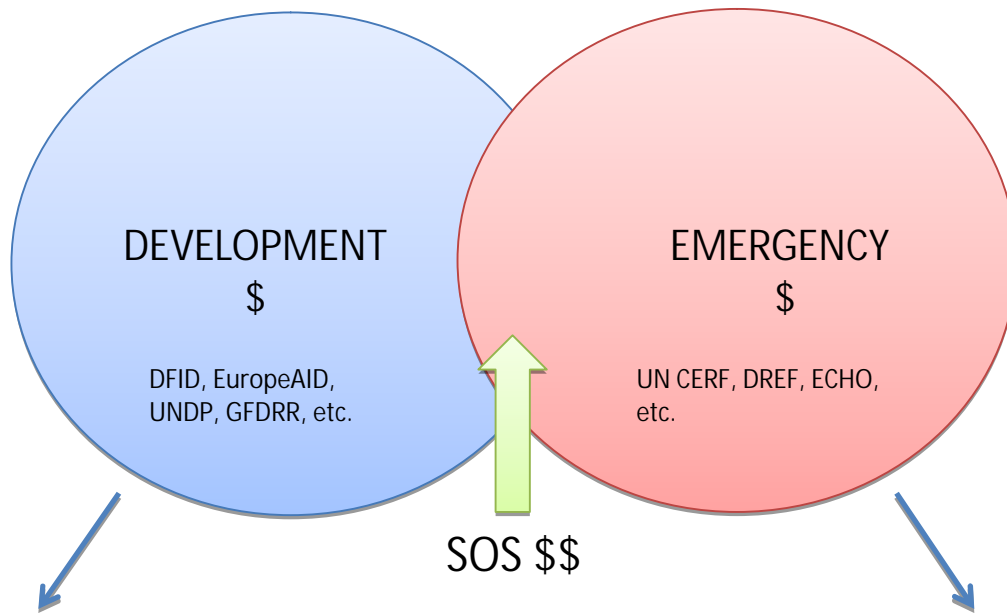 DEVELOPMENT
$
DFID, EuropeAID,
UNDP, GFDRR, etc.
EMERGENCY
$
UN CERF, DREF, ECHO,
etc.
SOS $$